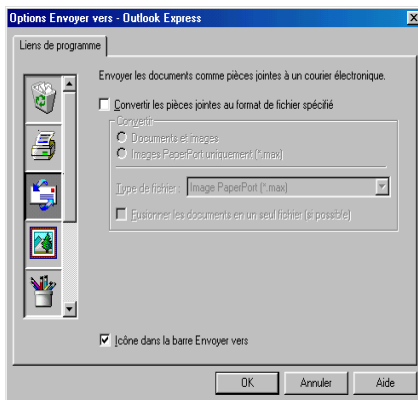 Options Envoyer vers - Outlook Express
Liens de programme
Envoyer les documents comme pièces jointes à un courier électronique.
Convertir les pièces jointes au format de fichier spécifié
Convertir
Documents et images
Images PaperPort uniquement (*.max)
Type de fichier : Image PaperPort (*.max)
Fusionner les documents en un seul fichier (si possible)
Icône dans la barre Envoyer vers
OK Annuler Aide